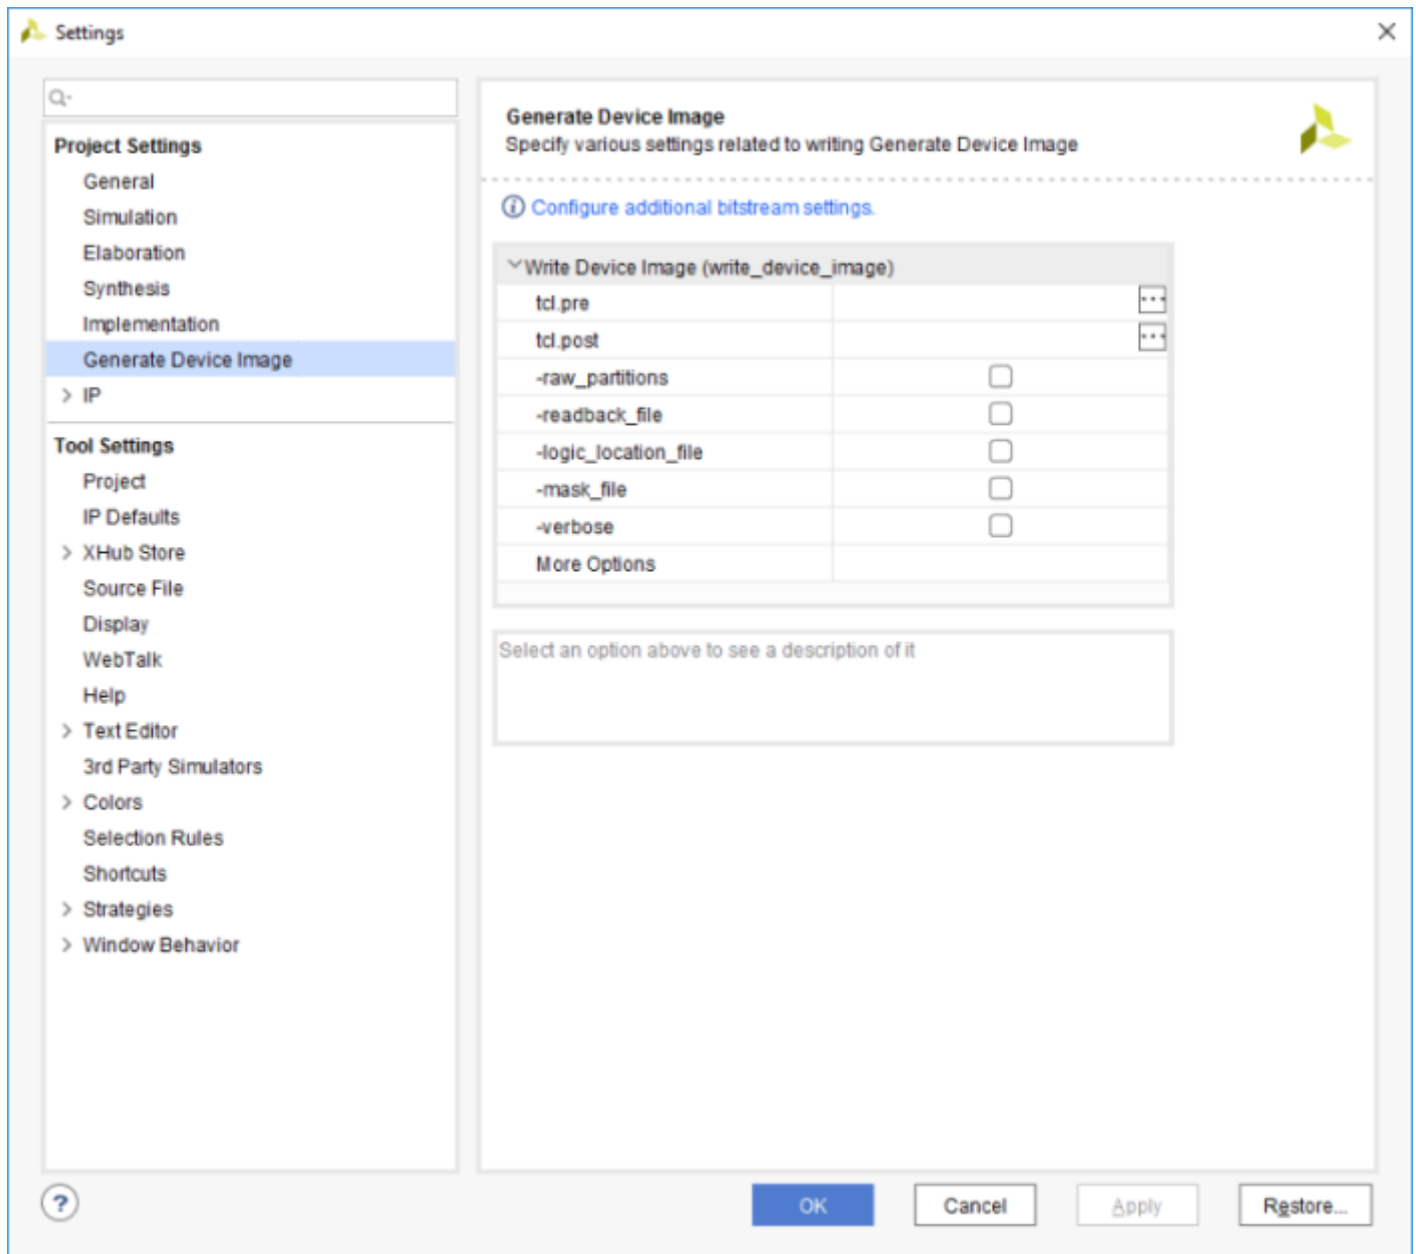 Settings
Project Settings
General
Simulation
Elaboration
Synthesis
Implementation
Generate Device Image
IP
Tool Settings
Project
IP Defaults
XHub Store
Source File
Display
WebTalk
Help
Text Editor
3rd Party Simulators
Colors
Selection Rules
Shortcuts
Strategies
Window Behavior
Generate Device Image
Specify various settings related to writing Generate Device Image
Configure additional bitstream settings.
Write Device Image (write_device_image)
tcl.pre
tcl.post
-raw_partitions
-readback_file
-logic_location_file
-mask_file
-verbose
More Options
Select an option above to see a description of it
? OK Cancel Apply Restore...